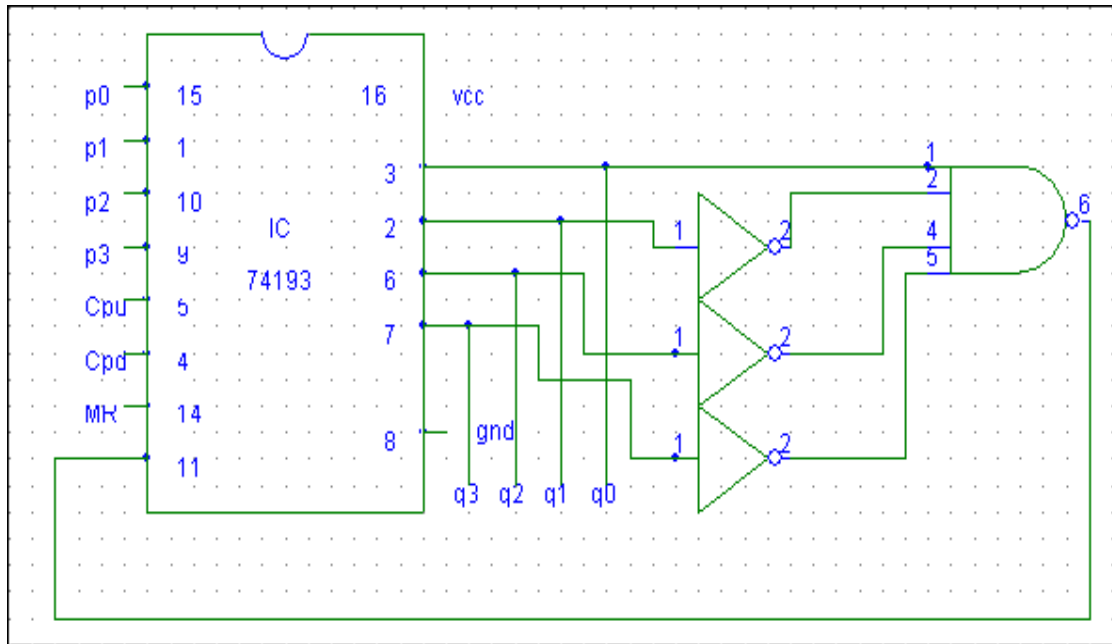 p0 15 16 vcc
p1 1 3 1
2
p2 10 2 1 2 6
IC 4
p3 9 6 5
74193
Cpu 5 7 1 2
Cpd 4
MR 14 8 gnd 1 2
11
q3 q2 q1 q0